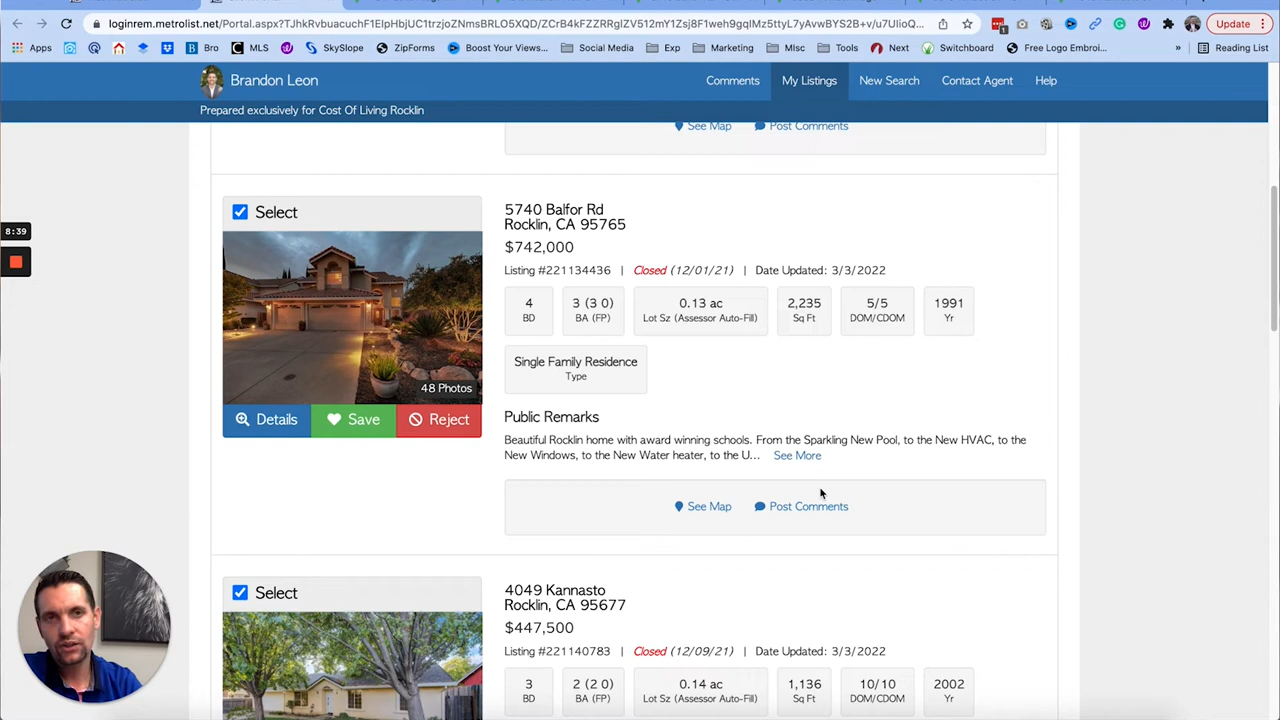 loginrem.metrolist.net/Portal.aspx?TJhkRvbuacuchF1ElpHbjUC1trzjoZNmsBRLO5XQD/ZCrB4kFZZRRglZV512mY1Zsj8F1weh9gqlMz5ttyL7yAvwBYS2B+v/u7UlioQ...
Update
Apps
Bro
MLS
SkySlope
ZipForms
Boost Your Views...
Social Media
Exp
Marketing
MIsc
Tools
Next
Switchboard
Free Logo Embroi...
»
Reading List
Brandon Leon
Comments
My Listings
New Search
Contact Agent
Help
Prepared exclusively for Cost Of Living Rocklin
See Map
Post Comments
8:39
Select
48 Photos
Details
Save
Reject
5740 Balfor Rd
Rocklin, CA 95765
$742,000
Listing #221134436 | Closed (12/01/21) | Date Updated: 3/3/2022
4
BD
3 (3 0)
BA (FP)
0.13 ac
Lot Sz (Assessor Auto-Fill)
2,235
Sq Ft
5/5
DOM/CDOM
1991
Yr
Single Family Residence
Type
Public Remarks
Beautiful Rocklin home with award winning schools. From the Sparkling New Pool, to the New HVAC, to the
New Windows, to the New Water heater, to the U... See More
See Map
Post Comments
Select
4049 Kannasto
Rocklin, CA 95677
$447,500
Listing #221140783 | Closed (12/09/21) | Date Updated: 3/3/2022
3
BD
2 (2 0)
BA (FP)
0.14 ac
Lot Sz (Assessor Auto-Fill)
1,136
Sq Ft
10/10
DOM/CDOM
2002
Yr